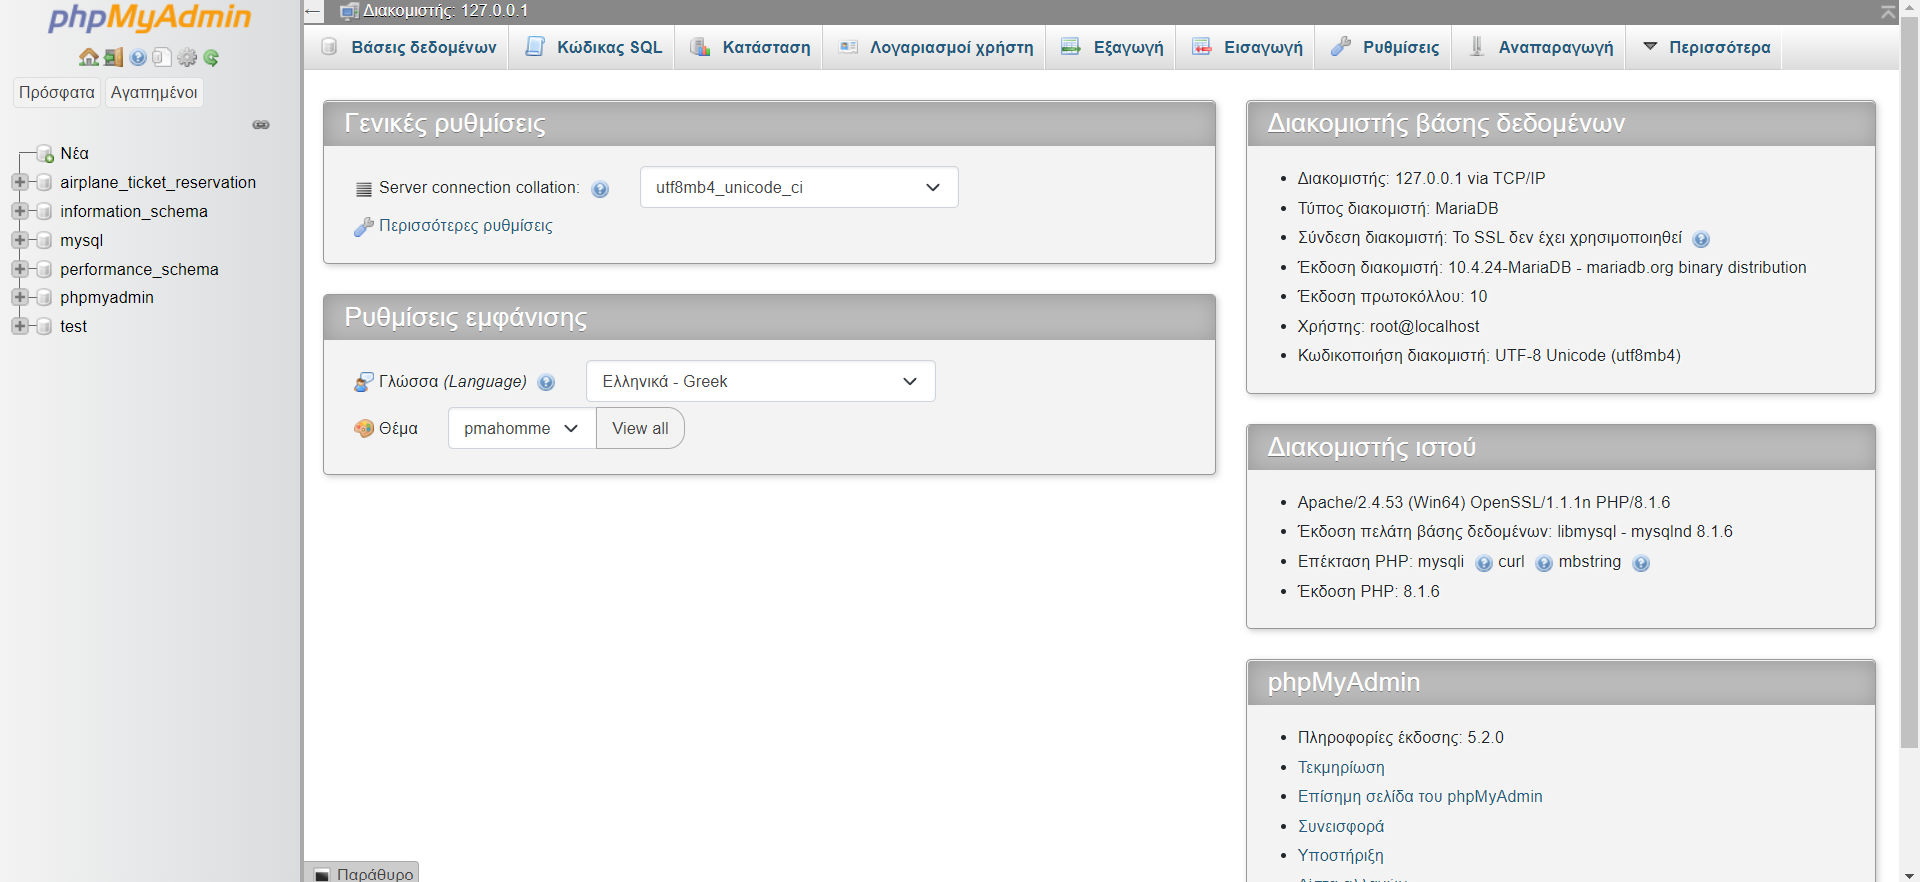 phpMyAdmin
Πρόσφατα Αγαπημένοι
Νέα
airplane_ticket_reservation
information_schema
mysql
performance_schema
phpmyadmin
test
Διακομιστής: 127.0.0.1
Βάσεις δεδομένων Κώδικας SQL Κατάσταση Λογαριασμοί χρήστη Εξαγωγή Εισαγωγή Ρυθμίσεις Αναπαραγωγή Περισσότερα
Γενικές ρυθμίσεις
Server connection collation: utf8mb4_unicode_ci
Περισσότερες ρυθμίσεις
Ρυθμίσεις εμφάνισης
Γλώσσα (Language) Ελληνικά - Greek
Θέμα pmahomme View all
Διακομιστής βάσης δεδομένων
Διακομιστής: 127.0.0.1 via TCP/IP
Τύπος διακομιστή: MariaDB
Σύνδεση διακομιστή: Το SSL δεν έχει χρησιμοποιηθεί
Έκδοση διακομιστή: 10.4.24-MariaDB - mariadb.org binary distribution
Έκδοση πρωτοκόλλου: 10
Χρήστης: root@localhost
Κωδικοποίηση διακομιστή: UTF-8 Unicode (utf8mb4)
Διακομιστής ιστού
Apache/2.4.53 (Win64) OpenSSL/1.1.1n PHP/8.1.6
Έκδοση πελάτη βάσης δεδομένων: libmysql - mysqlnd 8.1.6
Επέκταση PHP: mysqli curl mbstring
Έκδοση PHP: 8.1.6
phpMyAdmin
Πληροφορίες έκδοσης: 5.2.0
Τεκμηρίωση
Επίσημη σελίδα του phpMyAdmin
Συνεισφορά
Υποστήριξη
Παράθυρο